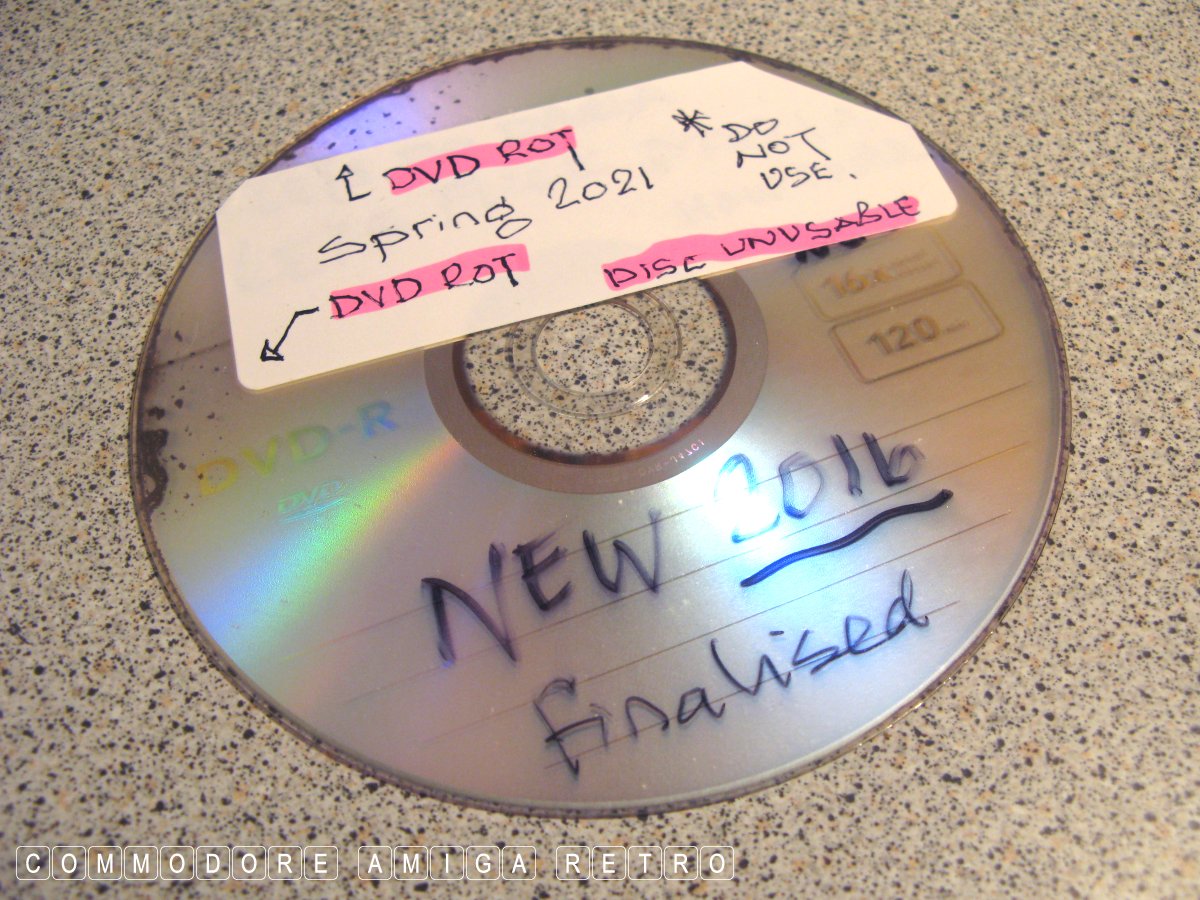 DVD ROT
* DO
NOT
USE.
Spring 2021
DVD ROT
DISC UNUSABLE
16x
120
DVD-R
DVD
NEW 2016
finalised
COMMODORE AMIGA RETRO